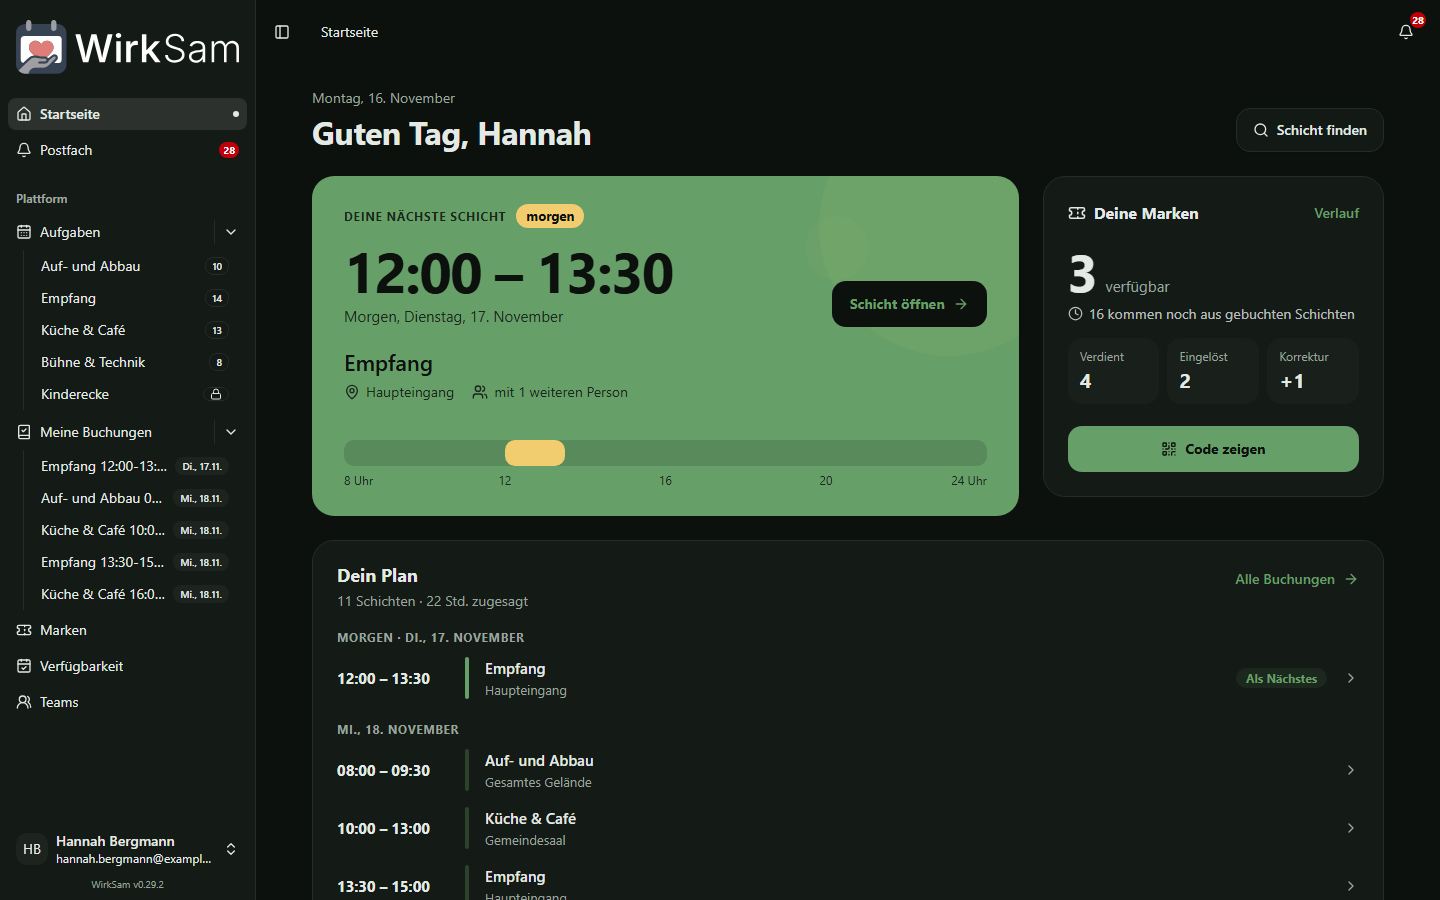 WirkSam
Startseite
Postfach 28
Plattform
Aufgaben
Auf- und Abbau 10
Empfang 14
Küche & Café 13
Bühne & Technik 8
Kinderecke
Meine Buchungen
Empfang 12:00-13:... Di., 17.11.
Auf- und Abbau 0... Mi., 18.11.
Küche & Café 10:0... Mi., 18.11.
Empfang 13:30-15... Mi., 18.11.
Küche & Café 16:0... Mi., 18.11.
Marken
Verfügbarkeit
Teams
HB
Hannah Bergmann
hannah.bergmann@exampl...
WirkSam v0.29.2
Startseite
28
Montag, 16. November
Guten Tag, Hannah
Schicht finden
DEINE NÄCHSTE SCHICHT morgen
12:00 – 13:30
Morgen, Dienstag, 17. November
Schicht öffnen
Empfang
Haupteingang mit 1 weiteren Person
8 Uhr 12 16 20 24 Uhr
Deine Marken Verlauf
3 verfügbar
16 kommen noch aus gebuchten Schichten
Verdient Eingelöst Korrektur
4 2 +1
Code zeigen
Dein Plan
11 Schichten · 22 Std. zugesagt
Alle Buchungen
MORGEN · DI., 17. NOVEMBER
12:00 – 13:30 Empfang
Haupteingang
Als Nächstes
MI., 18. NOVEMBER
08:00 – 09:30 Auf- und Abbau
Gesamtes Gelände
10:00 – 13:00 Küche & Café
Gemeindesaal
13:30 – 15:00 Empfang
Haupteingang